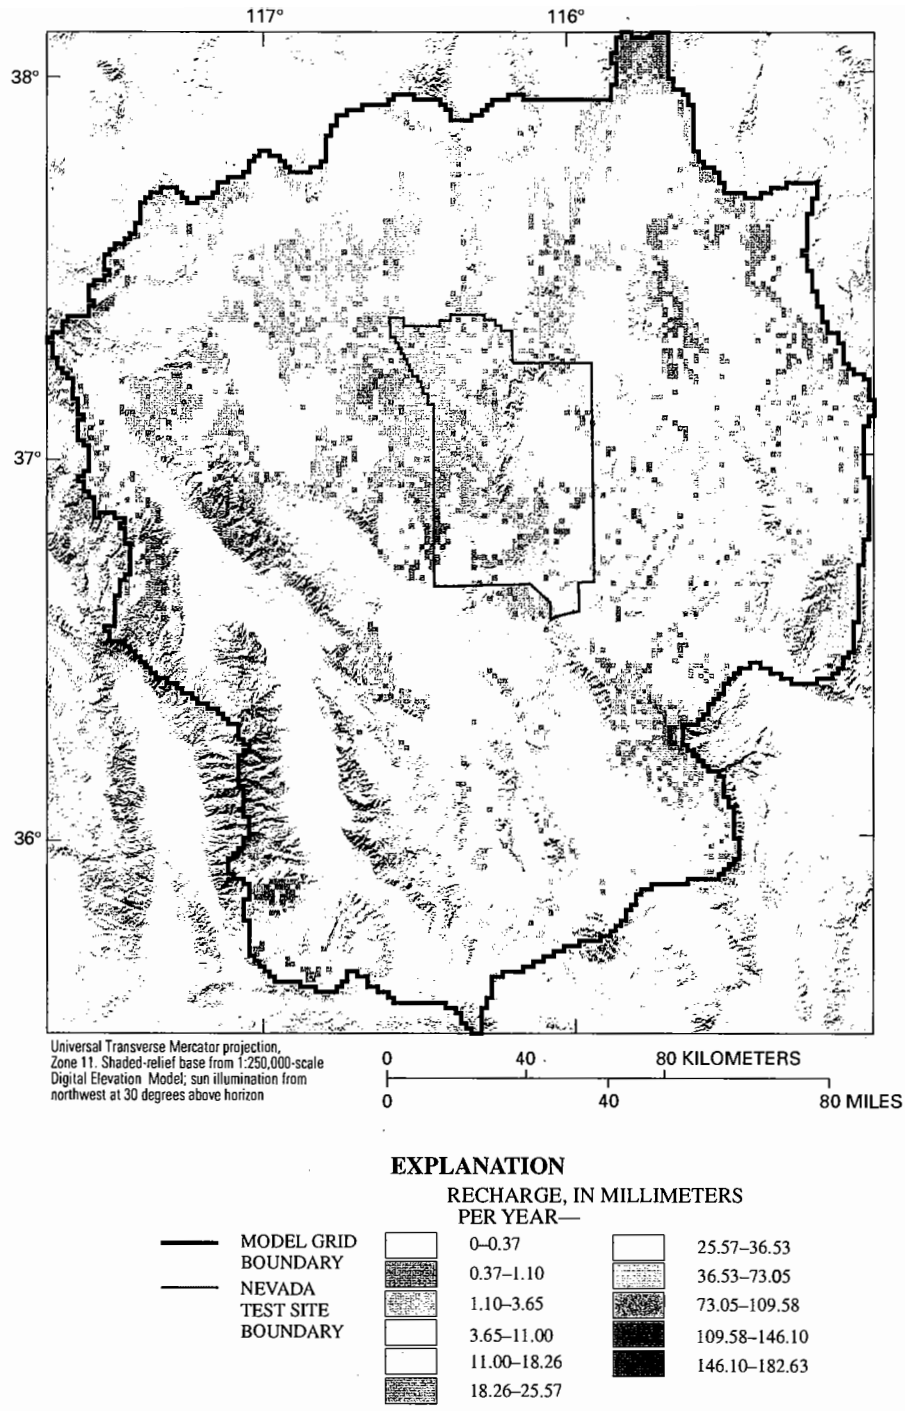 117°
116°
38°
37°
36°
Universal Transverse Mercator projection,
Zone 11. Shaded-relief base from 1:250,000-scale
Digital Elevation Model; sun illumination from
northwest at 30 degrees above horizon
0 40 80 KILOMETERS
0 40 80 MILES
EXPLANATION
RECHARGE, IN MILLIMETERS
PER YEAR—
MODEL GRID
BOUNDARY
NEVADA
TEST SITE
BOUNDARY
0–0.37
0.37–1.10
1.10–3.65
3.65–11.00
11.00–18.26
18.26–25.57
25.57–36.53
36.53–73.05
73.05–109.58
109.58–146.10
146.10–182.63